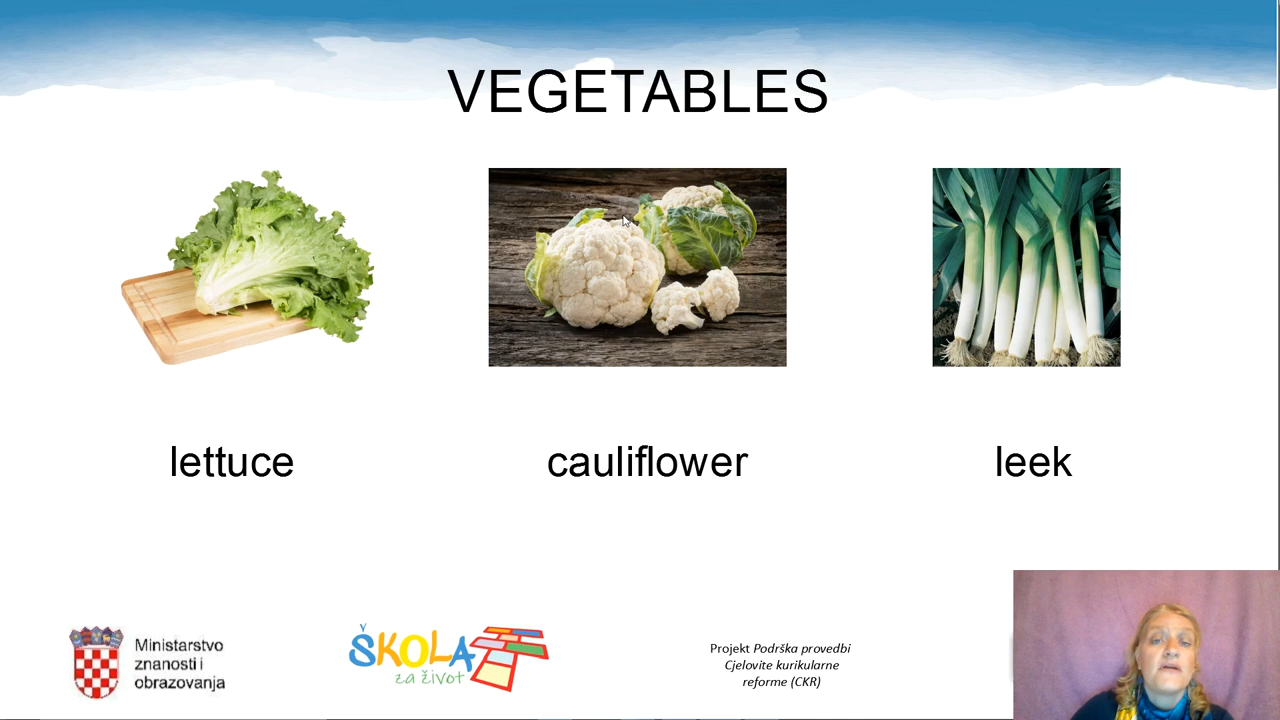 VEGETABLES
lettuce
cauliflower
leek
Ministarstvo
znanosti i
obrazovanja
ŠKOLA
za život
Projekt Podrška provedbi
Cjelovite kurikularne
reforme (CKR)